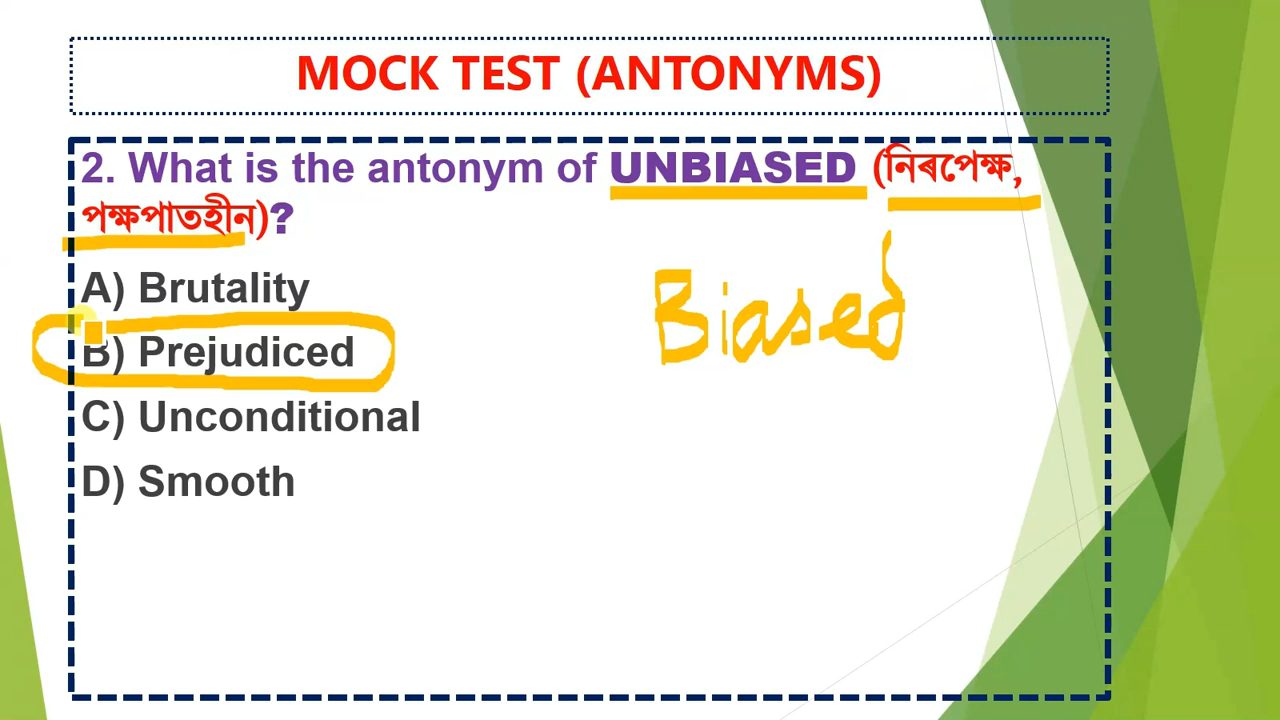 MOCK TEST (ANTONYMS)
2. What is the antonym of UNBIASED (নিৰপেক্ষ,
পক্ষপাতহীন)?
A) Brutality
Biased
B) Prejudiced
C) Unconditional
D) Smooth